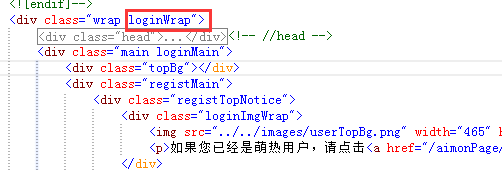 <![endif]-->
<div class="wrap loginWrap">
<div class="head">...</div><!-- //head -->
<div class="main loginMain">
<div class="topBg"></div>
<div class="registMain">
<div class="registTopNotice">
<div class="loginImgWrap">
<img src="../../images/userTopBg.png" width="465" h
<p>如果您已经是萌热用户，请点击<a href="/aimonPage/
</div>